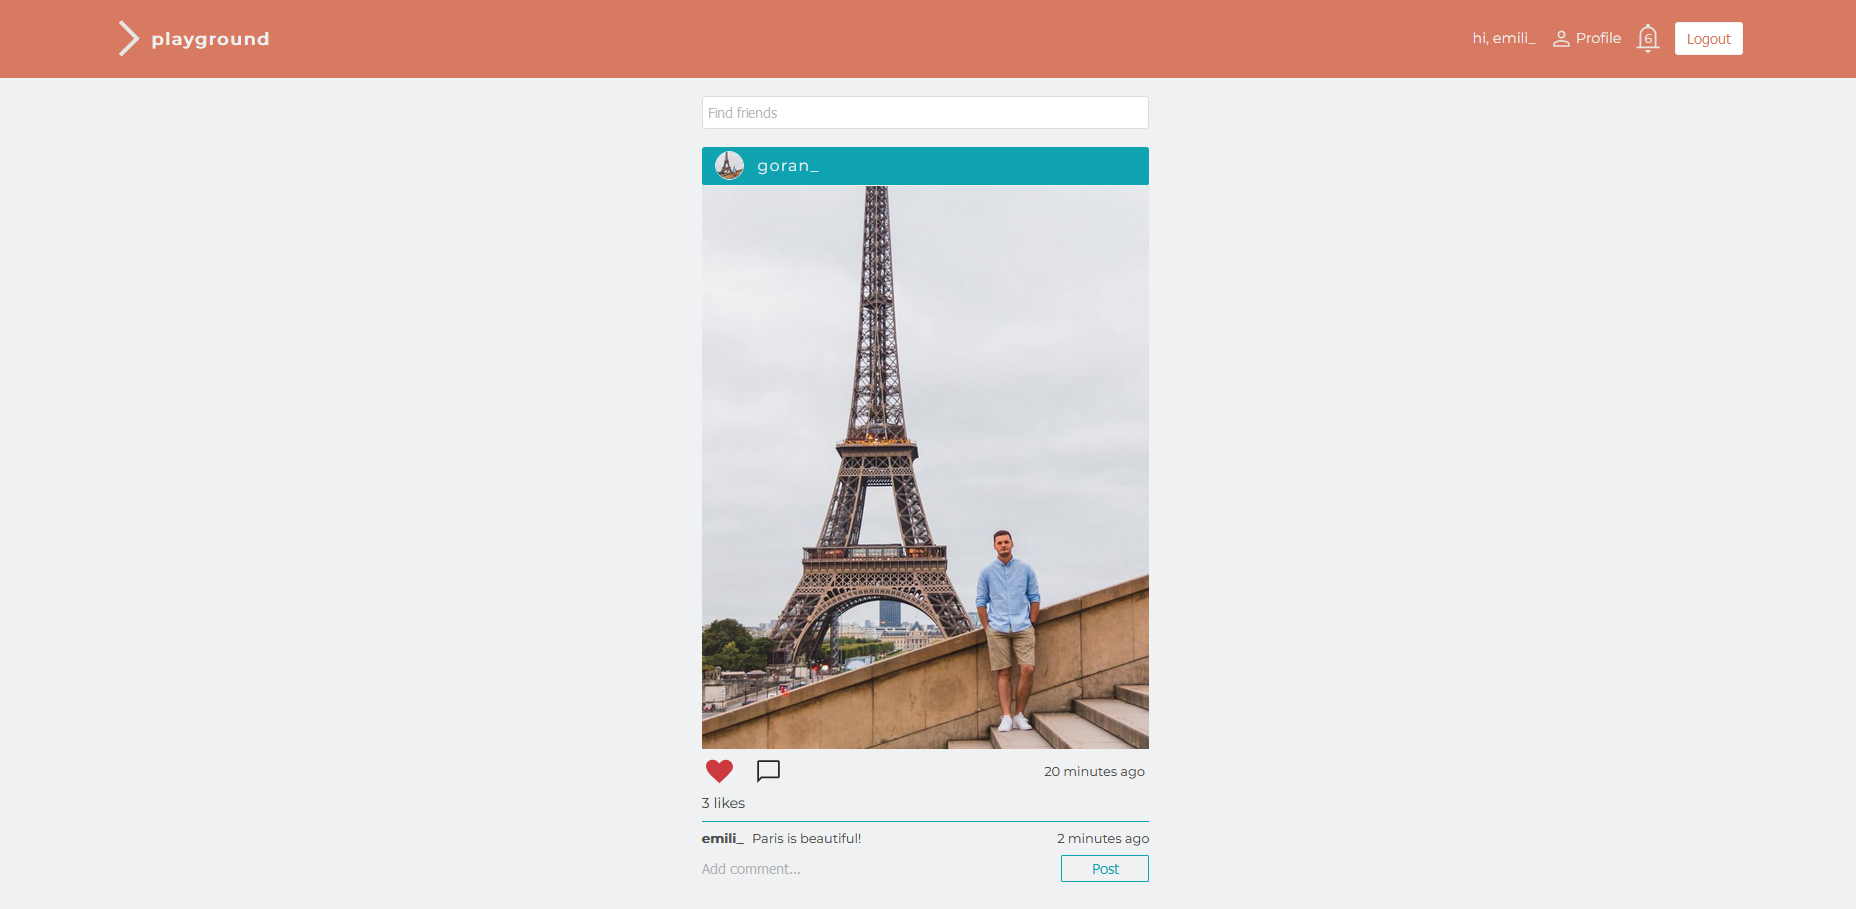 playground
hi, emili_ Profile 6 Logout
Find friends
goran_
20 minutes ago
3 likes
emili_ Paris is beautiful! 2 minutes ago
Add comment... Post